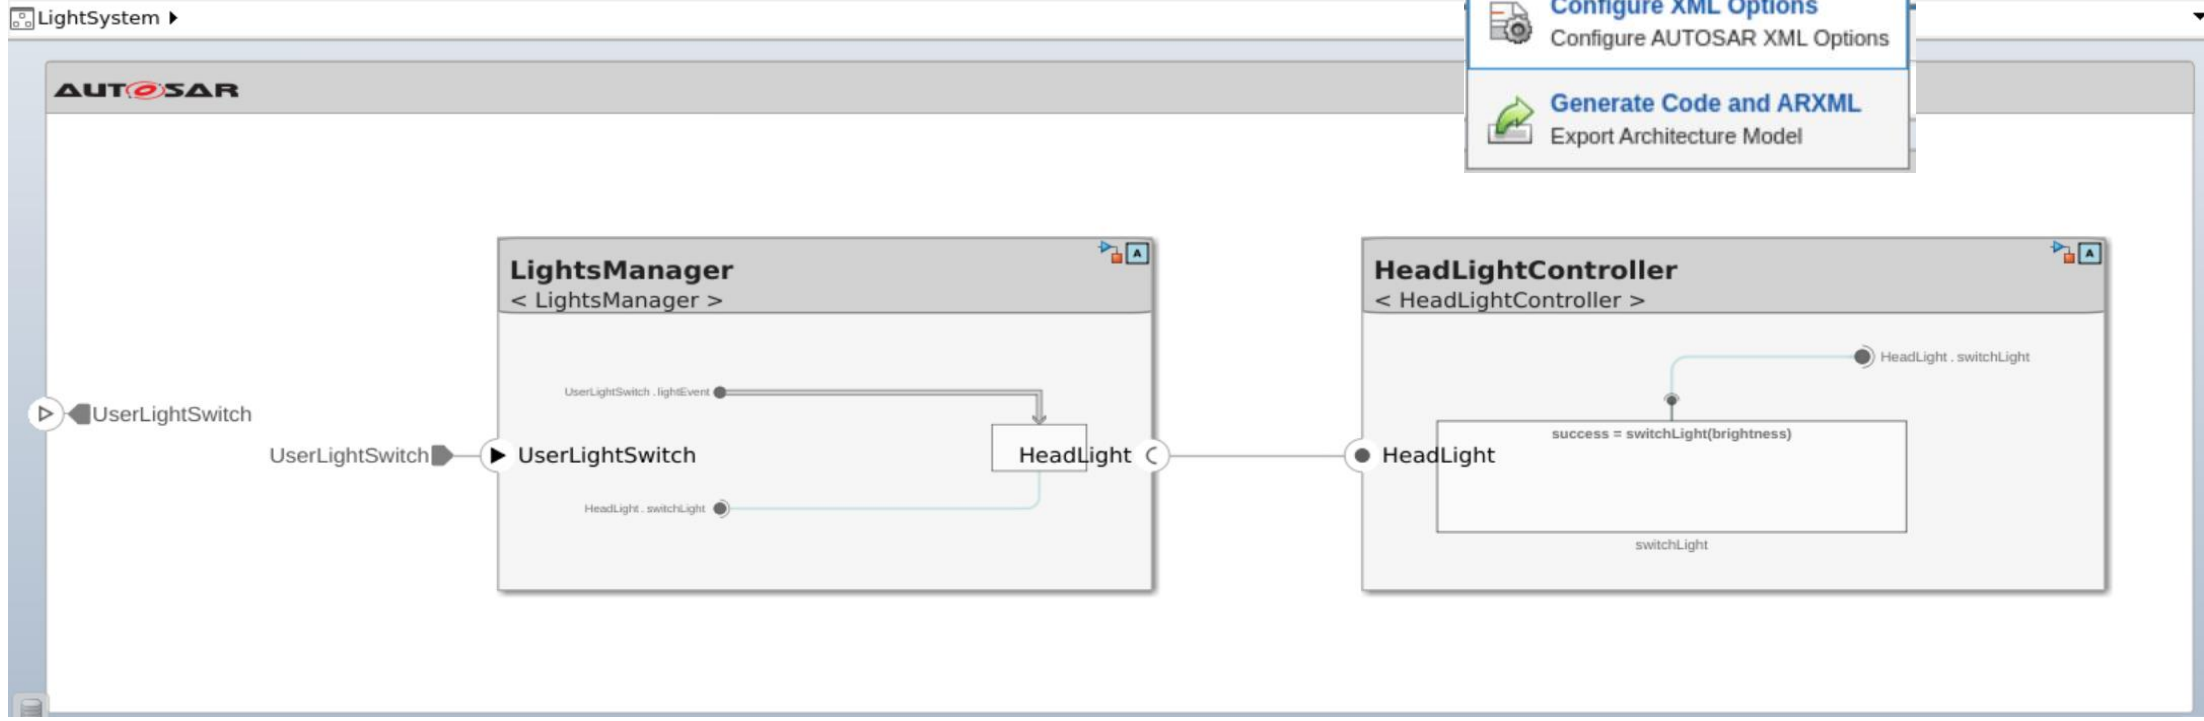 LightSystem
Configure XML Options
Configure AUTOSAR XML Options
Generate Code and ARXML
Export Architecture Model
AUTOSAR
LightsManager
< LightsManager >
UserLightSwitch . lightEvent
UserLightSwitch
UserLightSwitch
UserLightSwitch
HeadLight
HeadLight . switchLight
HeadLightController
< HeadLightController >
HeadLight . switchLight
success = switchLight(brightness)
HeadLight
switchLight